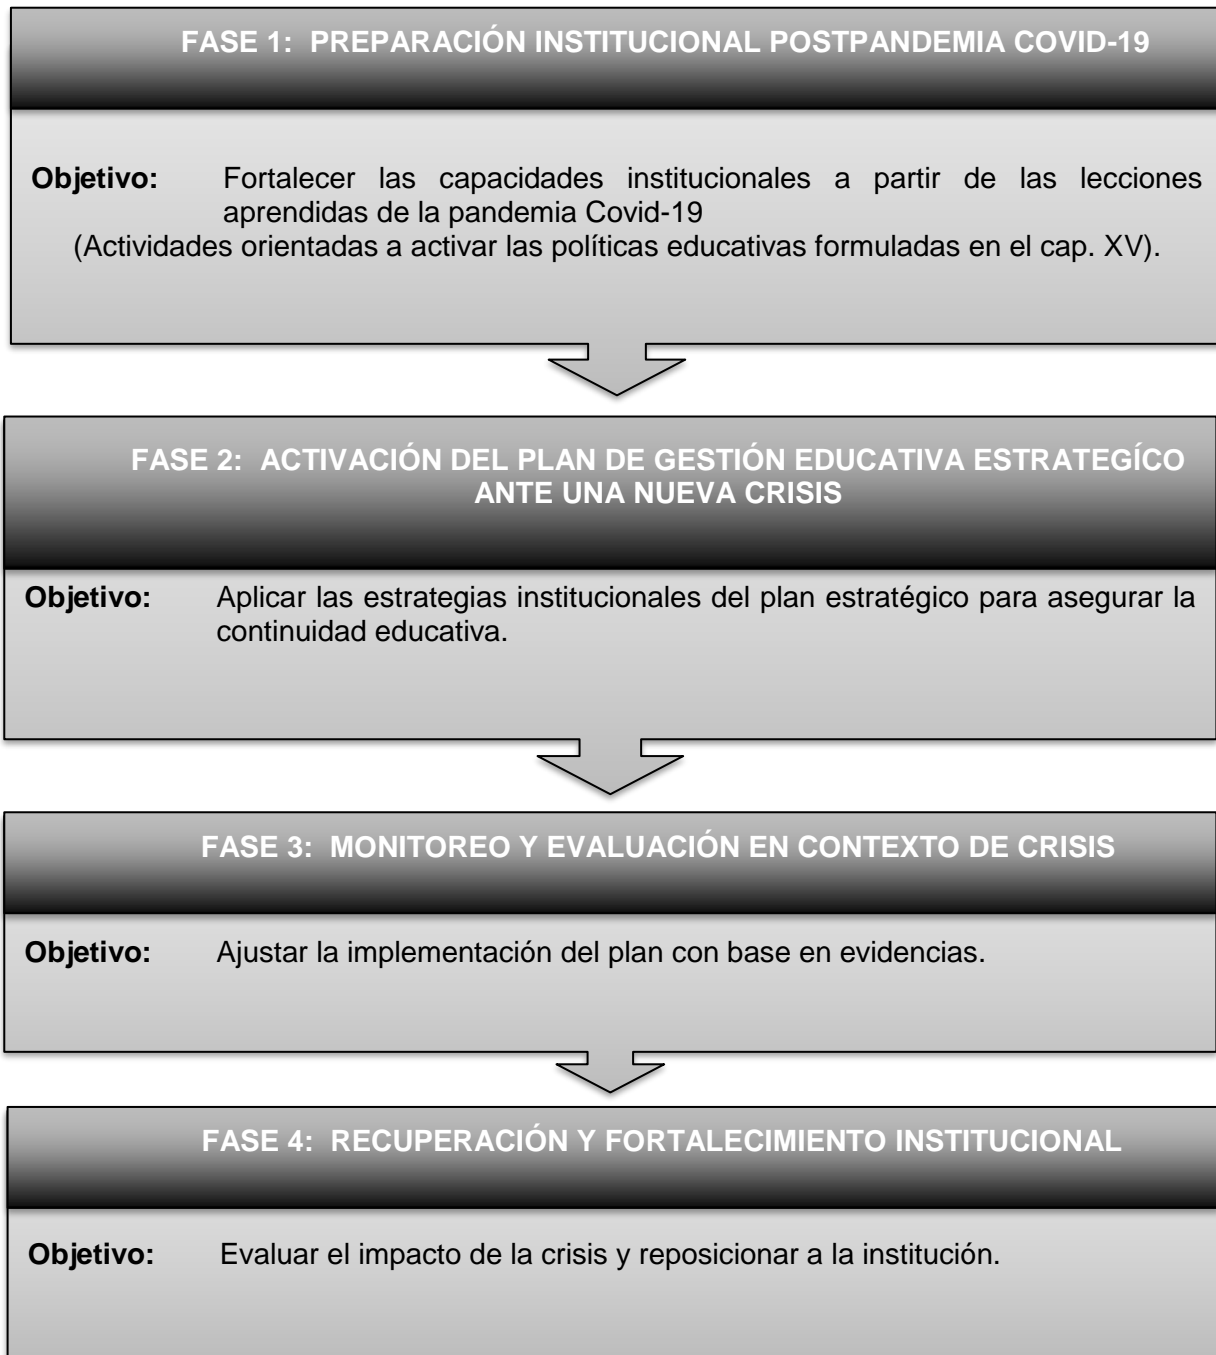 FASE 1: PREPARACIÓN INSTITUCIONAL POSTPANDEMIA COVID-19
Objetivo: Fortalecer las capacidades institucionales a partir de las lecciones
aprendidas de la pandemia Covid-19
(Actividades orientadas a activar las políticas educativas formuladas en el cap. XV).
FASE 2: ACTIVACIÓN DEL PLAN DE GESTIÓN EDUCATIVA ESTRATEGÍCO
ANTE UNA NUEVA CRISIS
Objetivo: Aplicar las estrategias institucionales del plan estratégico para asegurar la
continuidad educativa.
FASE 3: MONITOREO Y EVALUACIÓN EN CONTEXTO DE CRISIS
Objetivo: Ajustar la implementación del plan con base en evidencias.
FASE 4: RECUPERACIÓN Y FORTALECIMIENTO INSTITUCIONAL
Objetivo: Evaluar el impacto de la crisis y reposicionar a la institución.